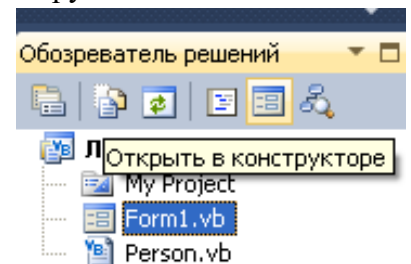 Обозреватель решений
Л
Открыть в конструкторе
My Project
Form1.vb
Person.vb